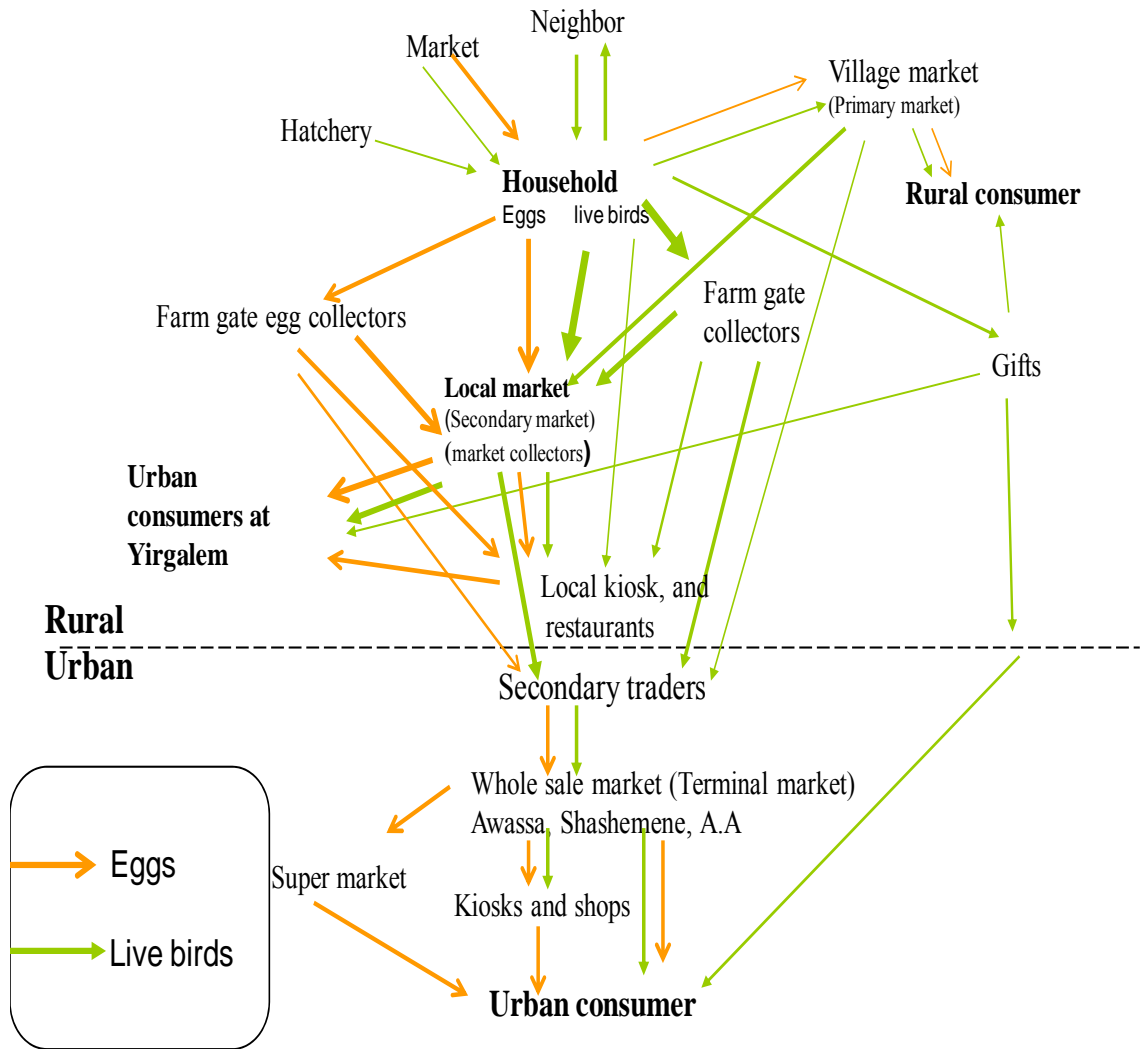 Neighbor
Market
Village market
(Primary market)
Hatchery
Household
Eggs live birds
Rural consumer
Farm gate egg collectors
Farm gate
collectors
Gifts
Local market
(Secondary market)
(market collectors)
Urban
consumers at
Yirgalem
Local kiosk, and
restaurants
Rural
Urban
Secondary traders
Whole sale market (Terminal market)
Awassa, Shashemene, A.A
Eggs
Live birds
Super market
Kiosks and shops
Urban consumer